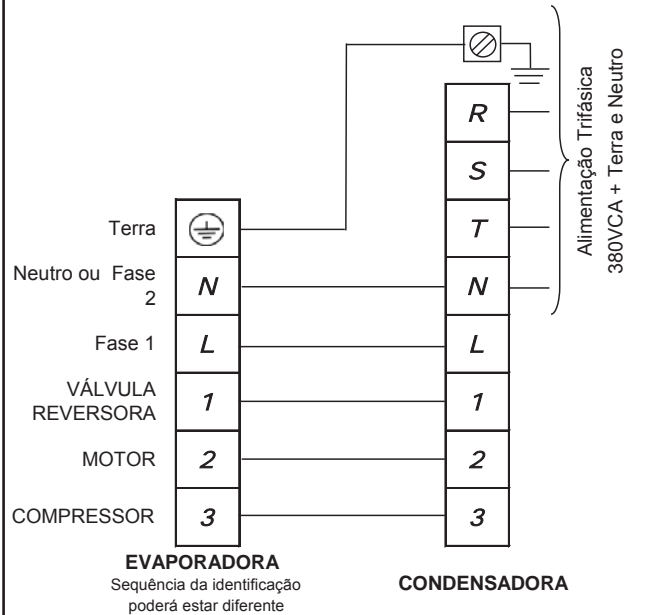 Alimentação Trifásica
380VCA + Terra e Neutro
R
S
T
N
L
1
2
3
Terra
Neutro ou Fase
2
Fase 1
VÁLVULA
REVERSORA
MOTOR
COMPRESSOR
N
L
1
2
3
EVAPORADORA
Sequência da identificação
poderá estar diferente
CONDENSADORA